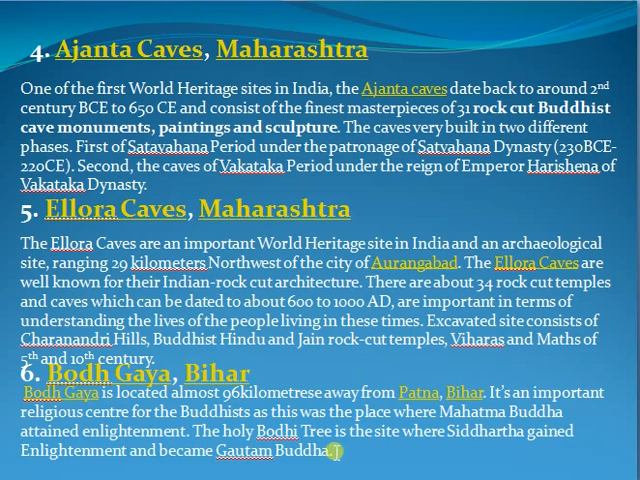 4. Ajanta Caves, Maharashtra
One of the first World Heritage sites in India, the Ajanta caves date back to around 2nd
century BCE to 650 CE and consist of the finest masterpieces of 31 rock cut Buddhist
cave monuments, paintings and sculpture. The caves very built in two different
phases. First of Satavahana Period under the patronage of Satvahana Dynasty (230BCE-
220CE). Second, the caves of Vakataka Period under the reign of Emperor Harishena of
Vakataka Dynasty.
5. Ellora Caves, Maharashtra
The Ellora Caves are an important World Heritage site in India and an archaeological
site, ranging 29 kilometers Northwest of the city of Aurangabad. The Ellora Caves are
well known for their Indian-rock cut architecture. There are about 34 rock cut temples
and caves which can be dated to about 600 to 1000 AD, are important in terms of
understanding the lives of the people living in these times. Excavated site consists of
Charanandri Hills, Buddhist Hindu and Jain rock-cut temples, Viharas and Maths of
5th and 10th century.
6. Bodh Gaya, Bihar
Bodh Gaya is located almost 96kilometrese away from Patna, Bihar. It's an important
religious centre for the Buddhists as this was the place where Mahatma Buddha
attained enlightenment. The holy Bodhi Tree is the site where Siddhartha gained
Enlightenment and became Gautam Buddha.